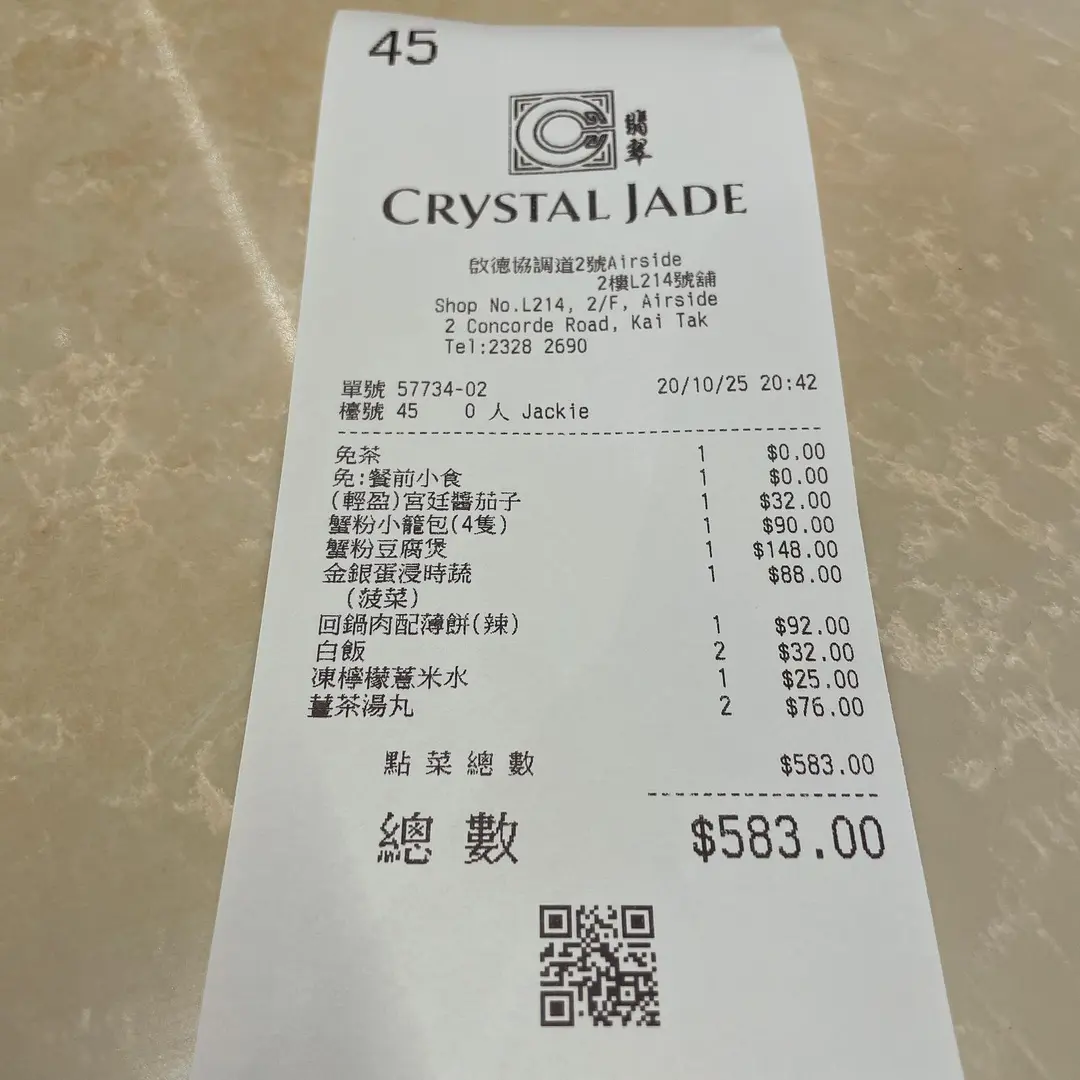 45
翡翠
CRYSTAL JADE
啟德協調道2號Airside
2樓L214號舖
Shop No.L214, 2/F, Airside
2 Concorde Road, Kai Tak
Tel:2328 2690
單號 57734-02 20/10/25 20:42
檯號 45 0 人 Jackie
免茶 1 $0.00
免:餐前小食 1 $0.00
(輕盈)宮廷醬茄子 1 $32.00
蟹粉小籠包(4隻) 1 $90.00
蟹粉豆腐煲 1 $148.00
金銀蛋浸時蔬 1 $88.00
(菠菜)
回鍋肉配薄餅(辣) 1 $92.00
白飯 2 $32.00
凍檸檬薏米水 1 $25.00
薑茶湯丸 2 $76.00
點菜總數 $583.00
總數 $583.00